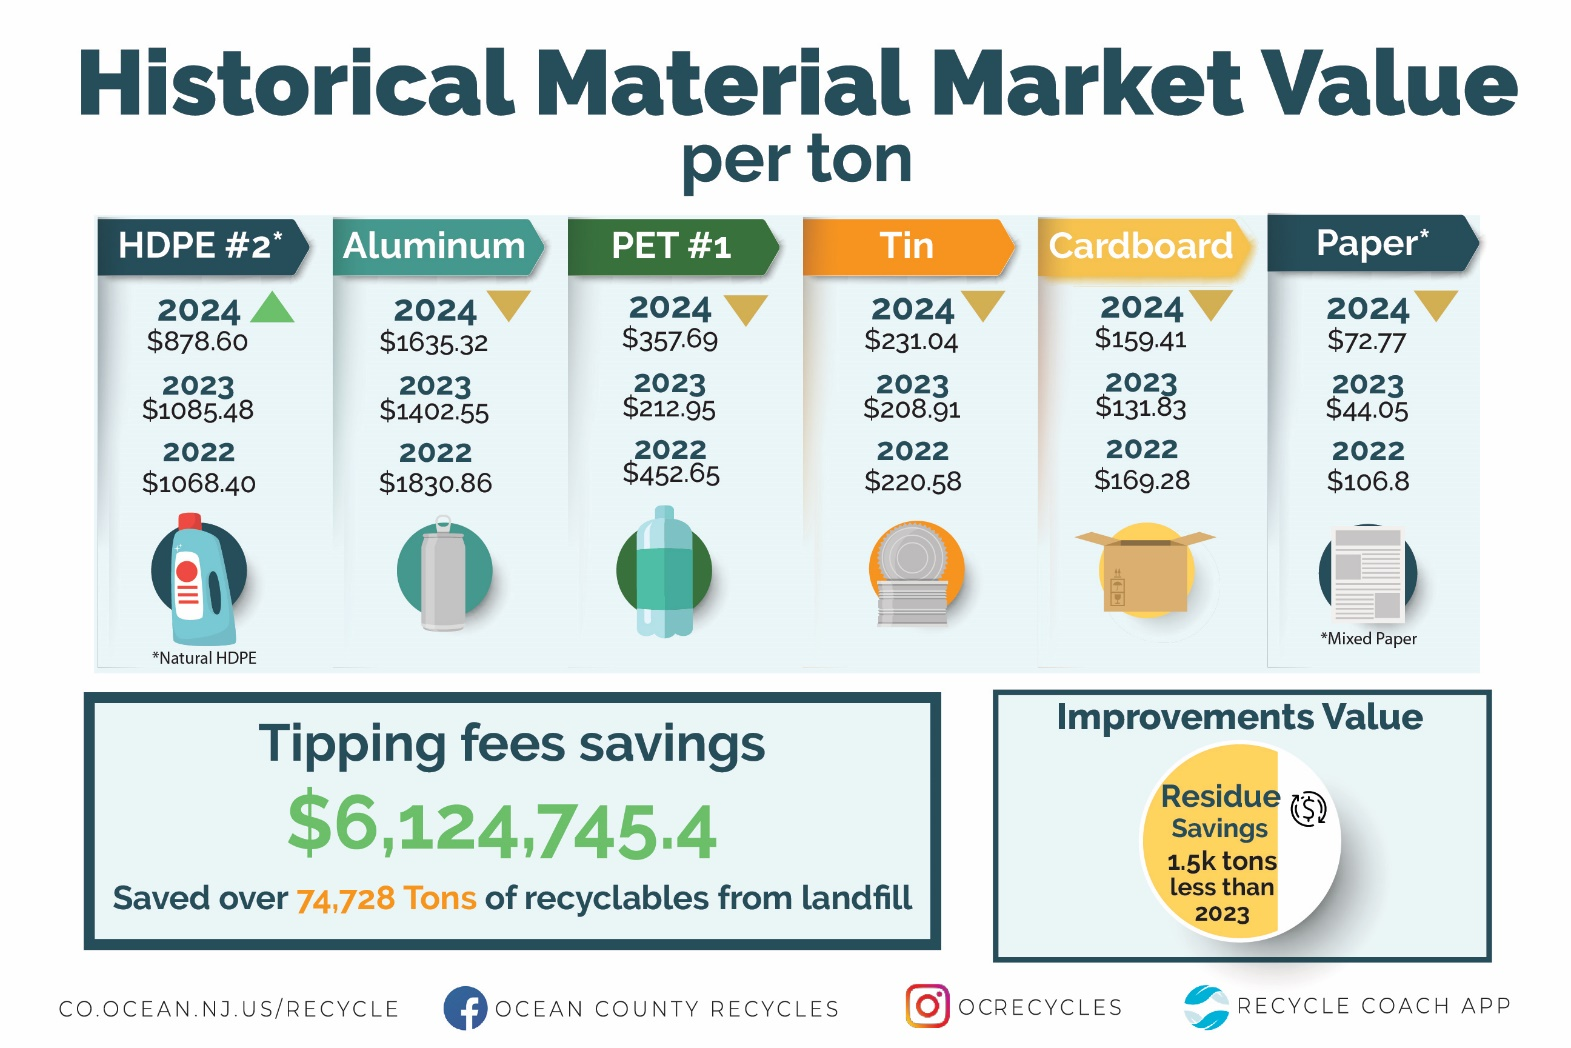 Historical Material Market Value
per ton
HDPE #2*
2024
$878.60
2023
$1085.48
2022
$1068.40
*Natural HDPE
Aluminum
2024
$1635.32
2023
$1402.55
2022
$1830.86
PET #1
2024
$357.69
2023
$212.95
2022
$452.65
Tin
2024
$231.04
2023
$208.91
2022
$220.58
Cardboard
2024
$159.41
2023
$131.83
2022
$169.28
Paper*
2024
$72.77
2023
$44.05
2022
$106.8
*Mixed Paper
Tipping fees savings
$6,124,745.4
Saved over 74,728 Tons of recyclables from landfill
Improvements Value
Residue
Savings
1.5k tons
less than
2023
$
CO.OCEAN.NJ.US/RECYCLE
OCEAN COUNTY RECYCLES
OCRECYCLES
RECYCLE COACH APP